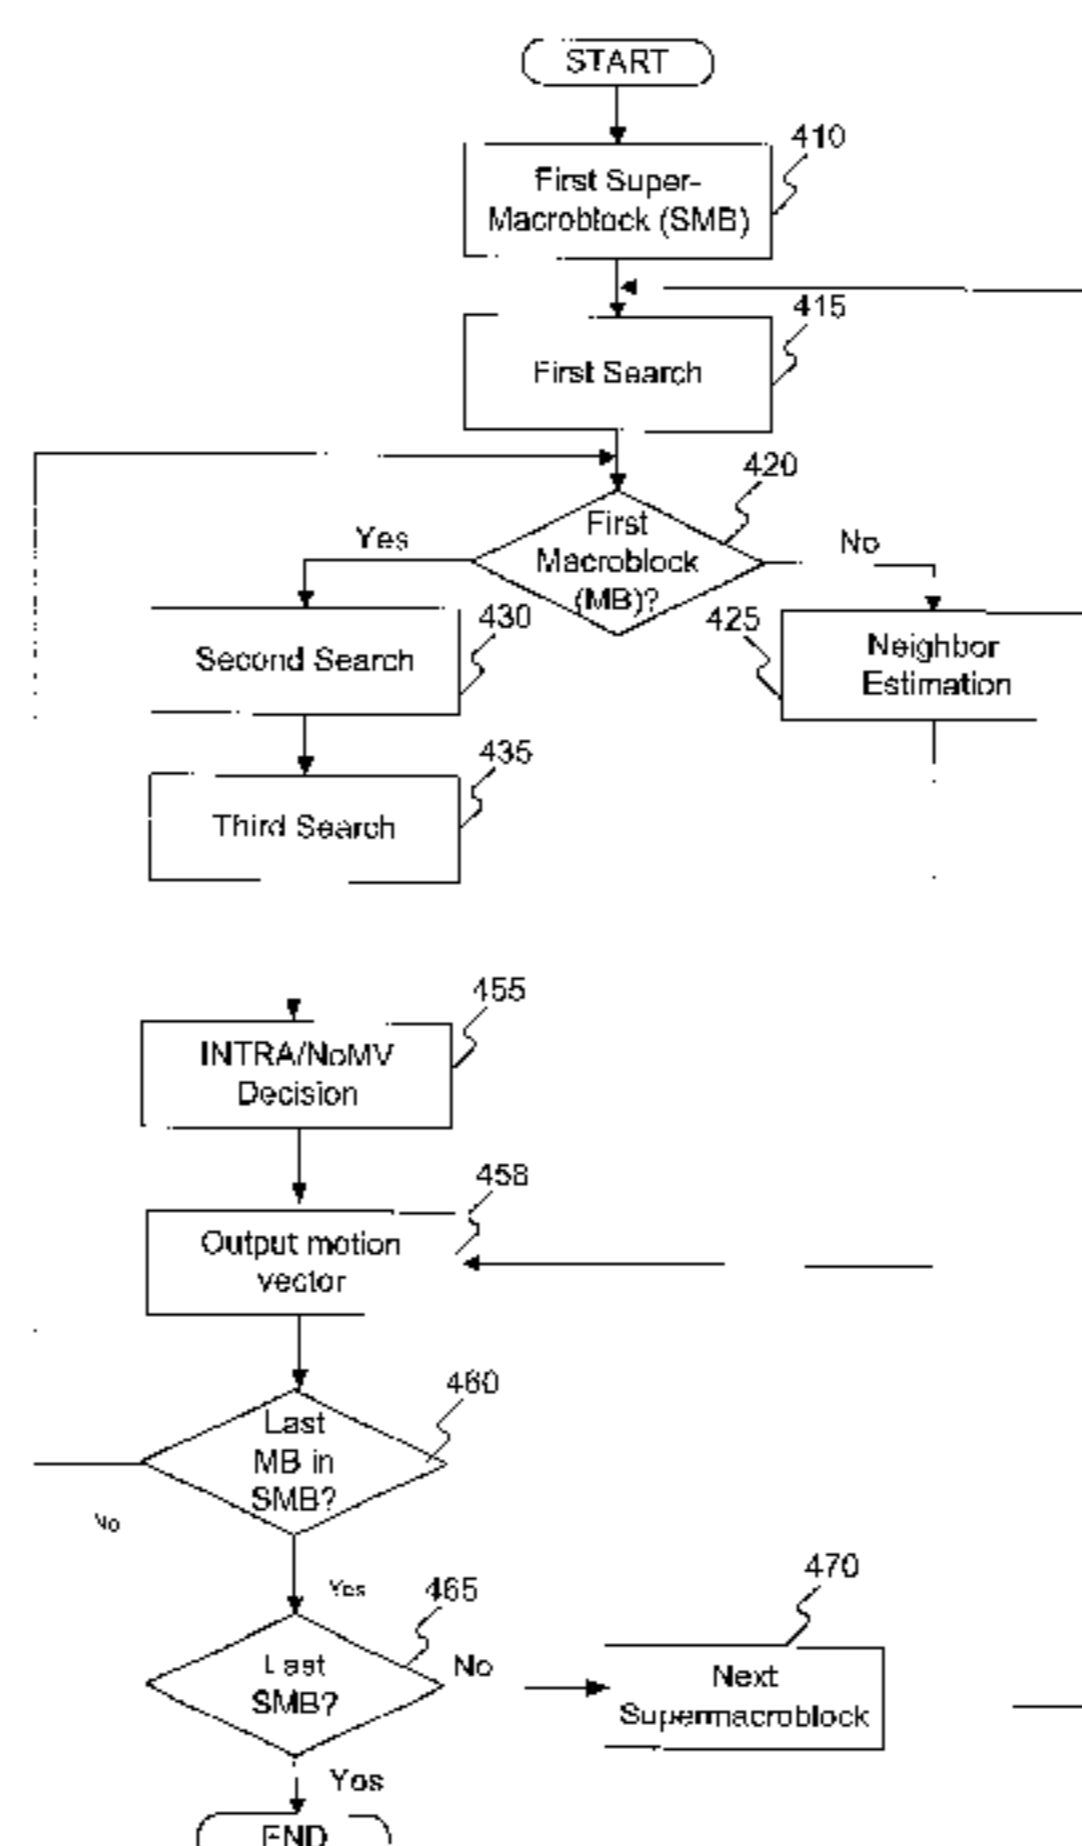 START
410
First Super-
Macroblock (SMB)
415
First Search
420
First
Macroblock
(MB)?
Yes
No
430
Second Search
425
Neighbor
Estimation
435
Third Search
455
INTRA/NoMV
Decision
458
Output motion
vector
460
Last
MB in
SMB?
No
Yes
465
Last
SMB?
No
470
Next
Supermacroblock
Yes
END